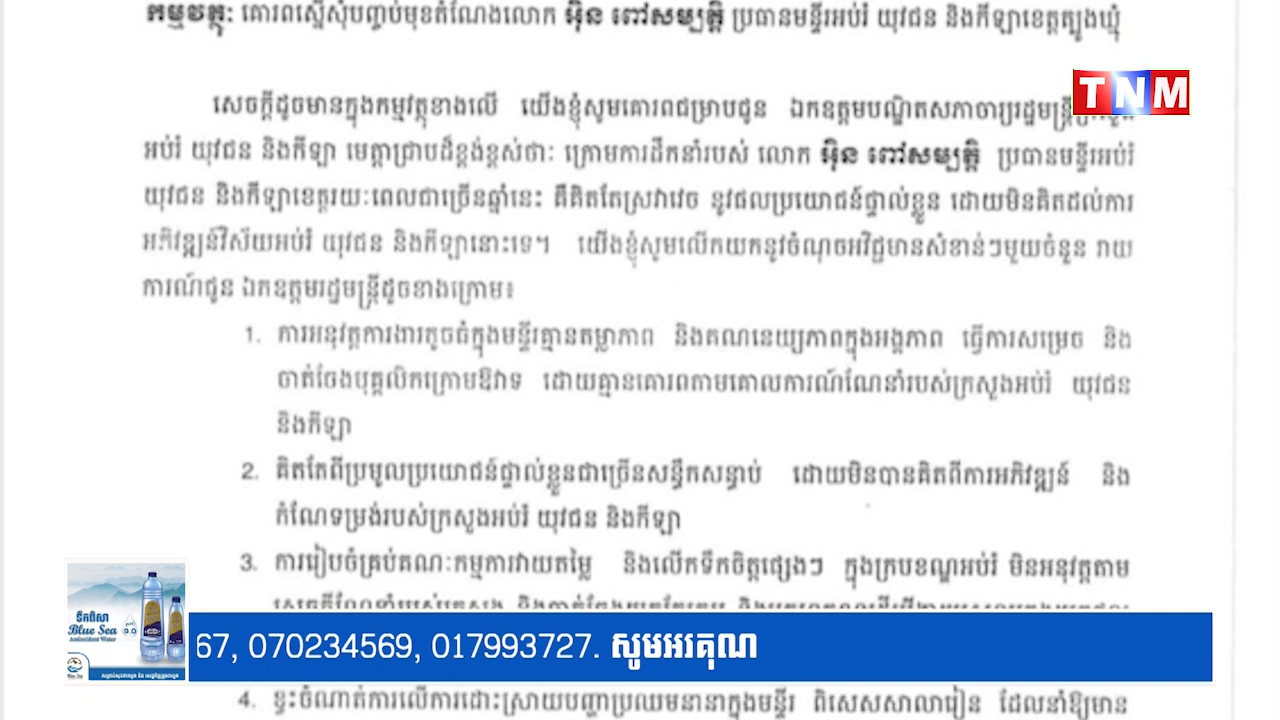 កម្មវត្ថុៈ គោរពស្នើសុំបញ្ចប់មុខតំណែងលោក អ៊ិន ពៅសម្បត្តិ ប្រធានមន្ទីរអប់រំ យុវជន និងកីឡាខេត្តត្បូងឃ្មុំ
TNM
សេចក្តីដូចមានក្នុងកម្មវត្ថុខាងលើ យើងខ្ញុំសូមគោរពជម្រាបជូន ឯកឧត្តមបណ្ឌិតសភាចារ្យរដ្ឋមន្ត្រី
អប់រំ យុវជន និងកីឡា មេត្តាជ្រាបដ៏ខ្ពង់ខ្ពស់ថាៈ ក្រោមការដឹកនាំរបស់ លោក អ៊ិន ពៅសម្បត្តិ ប្រធានមន្ទីរអប់រំ
យុវជន និងកីឡាខេត្តរយៈពេលជាច្រើនឆ្នាំនេះ គឺគិតតែស្រវាវេច នូវផលប្រយោជន៍ផ្ទាល់ខ្លួន ដោយមិនគិតដល់ការ
អភិវឌ្ឍន៍វិស័យអប់រំ យុវជន និងកីឡានោះទេ។ យើងខ្ញុំសូមលើកយកនូវចំណុចអវិជ្ជមានសំខាន់ៗមួយចំនួន រាយ
ការណ៍ជូន ឯកឧត្តមរដ្ឋមន្ត្រីដូចខាងក្រោម៖
1. ការអនុវត្តការងារតូចធំក្នុងមន្ទីរគ្មានតម្លាភាព និងគណនេយ្យភាពក្នុងអង្គភាព ធ្វើការសម្រេច និង
ចាត់ចែងបុគ្គលិកក្រោមឱវាទ ដោយគ្មានគោរពតាមគោលការណ៍ណែនាំរបស់ក្រសួងអប់រំ យុវជន
និងកីឡា
2. គិតតែពីប្រមូលប្រយោជន៍ផ្ទាល់ខ្លួនជាច្រើនសន្ធឹកសន្ធាប់ ដោយមិនបានគិតពីការអភិវឌ្ឍន៍ និង
កំណែទម្រង់របស់ក្រសួងអប់រំ យុវជន និងកីឡា
3. ការរៀបចំគ្រប់គណៈកម្មការវាយតម្លៃ និងលើកទឹកចិត្តផ្សេងៗ ក្នុងក្របខណ្ឌអប់រំ មិនអនុវត្តតាម
ទឹកពិសា
Blue Sea
Antioxidant Water
67, 070234569, 017993727. សូមអរគុណ
4. ខ្វះចំណាត់ការលើការដោះស្រាយបញ្ហាប្រឈមនានាក្នុងមន្ទីរ ពិសេសសាលារៀន ដែលនាំឱ្យមាន